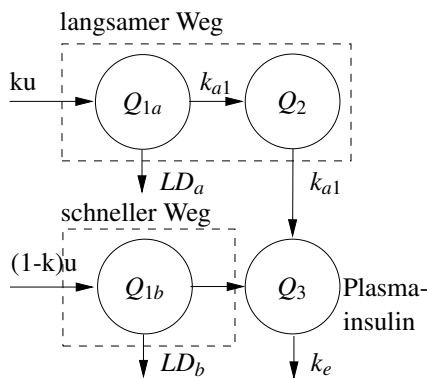 langsamer Weg
ku
Q1a
ka1
Q2
LDa
ka1
schneller Weg
(1-k)u
Q1b
Q3
Plasma-
insulin
LDb
ke